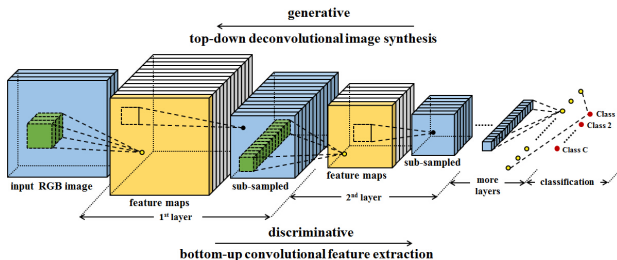 generative
top-down deconvolutional image synthesis
Class
Class 2
Class C
input RGB image
feature maps
sub-sampled
feature maps
sub-sampled
more layers
classification
1st layer
2nd layer
discriminative
bottom-up convolutional feature extraction